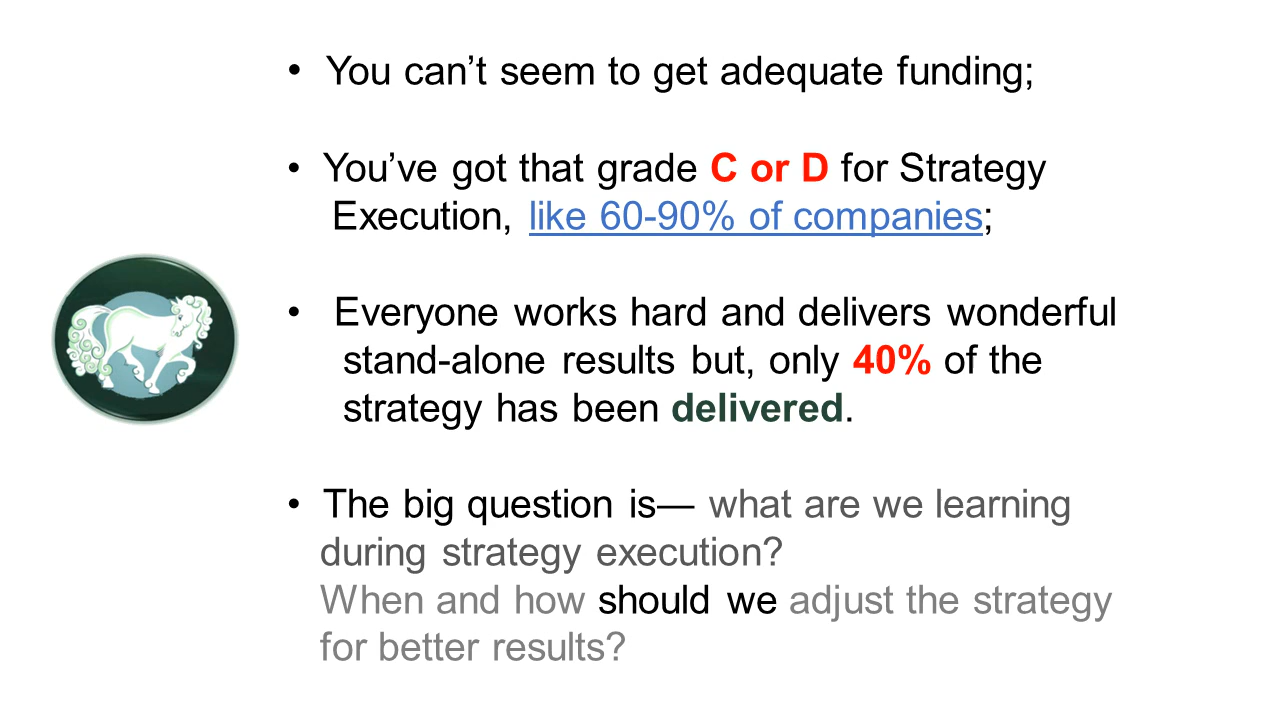 • You can’t seem to get adequate funding;
• You’ve got that grade C or D for Strategy
Execution, like 60-90% of companies;
• Everyone works hard and delivers wonderful
stand-alone results but, only 40% of the
strategy has been delivered.
• The big question is— what are we learning
during strategy execution?
When and how should we adjust the strategy
for better results?